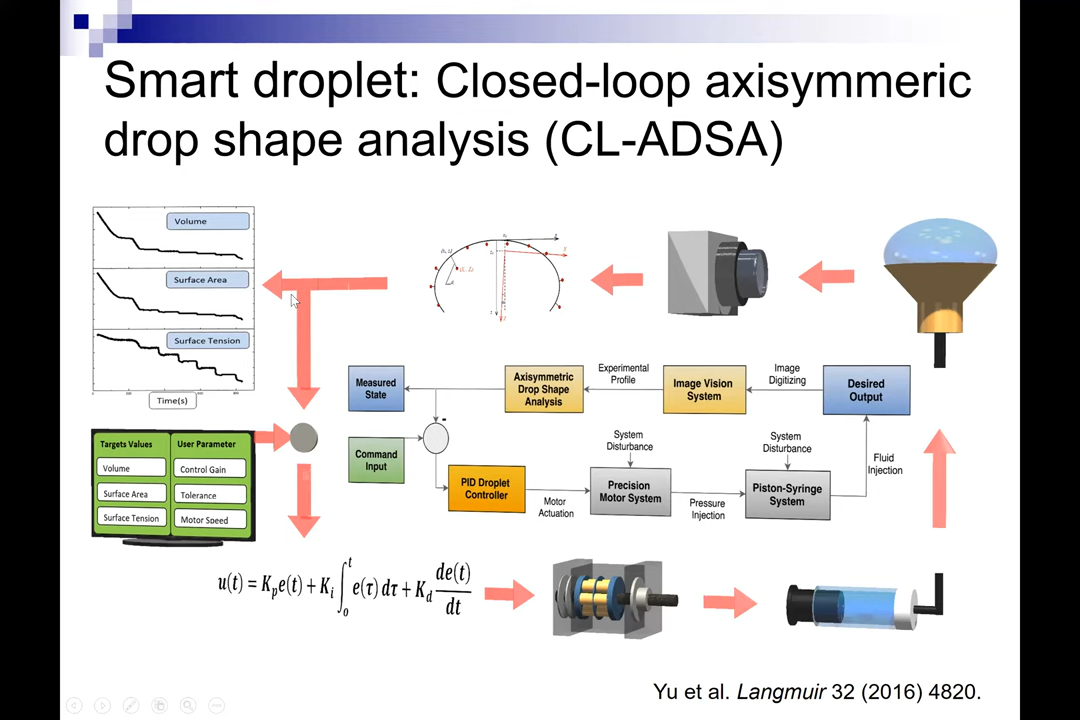 Smart droplet: Closed-loop axisymmeric
drop shape analysis (CL-ADSA)
Volume
Surface Area
Surface Tension
Time(s)
Targets Values
User Parameter
Volume
Control Gain
Surface Area
Tolerance
Surface Tension
Motor Speed
Measured
State
Axisymmetric
Drop Shape
Analysis
Experimental
Profile
Image Vision
System
Image
Digitizing
Desired
Output
-
Command
Input
PID Droplet
Controller
Motor
Actuation
System
Disturbance
Precision
Motor System
Pressure
Injection
System
Disturbance
Piston-Syringe
System
Fluid
Injection
u(t) = Kₚe(t) + Kᵢ ∫₀ᵗ e(τ) dτ + K_d de(t)/dt
Yu et al. Langmuir 32 (2016) 4820.